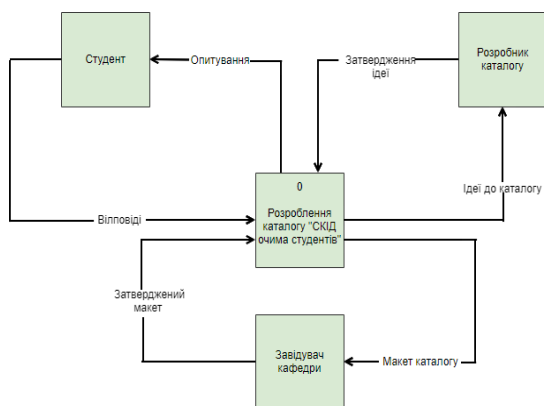 Студент
Опитування
Затвердження
ідеї
Розробник
каталогу
0
Розроблення
каталогу "СКІД
очима студентів"
Ідеї до каталогу
Вілповіді
Затверджений
макет
Завідувач
кафедри
Макет каталогу